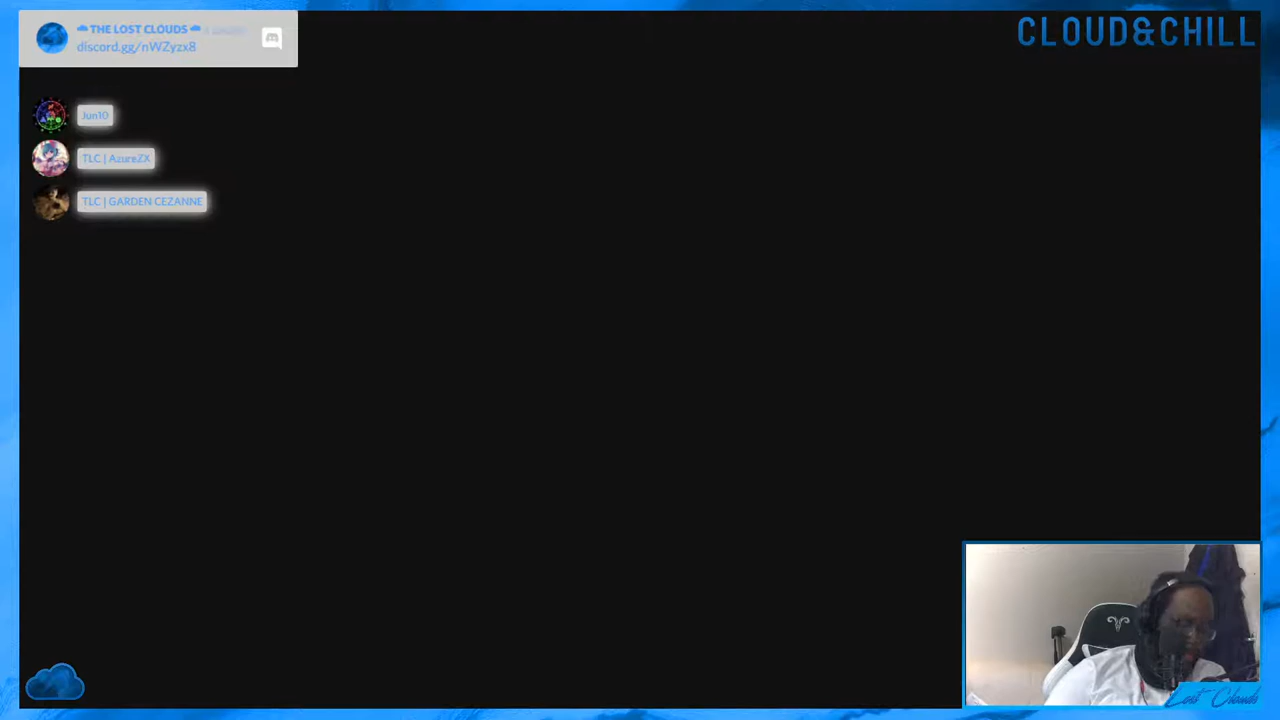 THE LOST CLOUDS
discord.gg/nWZyzx8
CLOUD&CHILL
Jun10
TLC | AzureZX
TLC | GARDEN CEZANNE
Lost Clouds